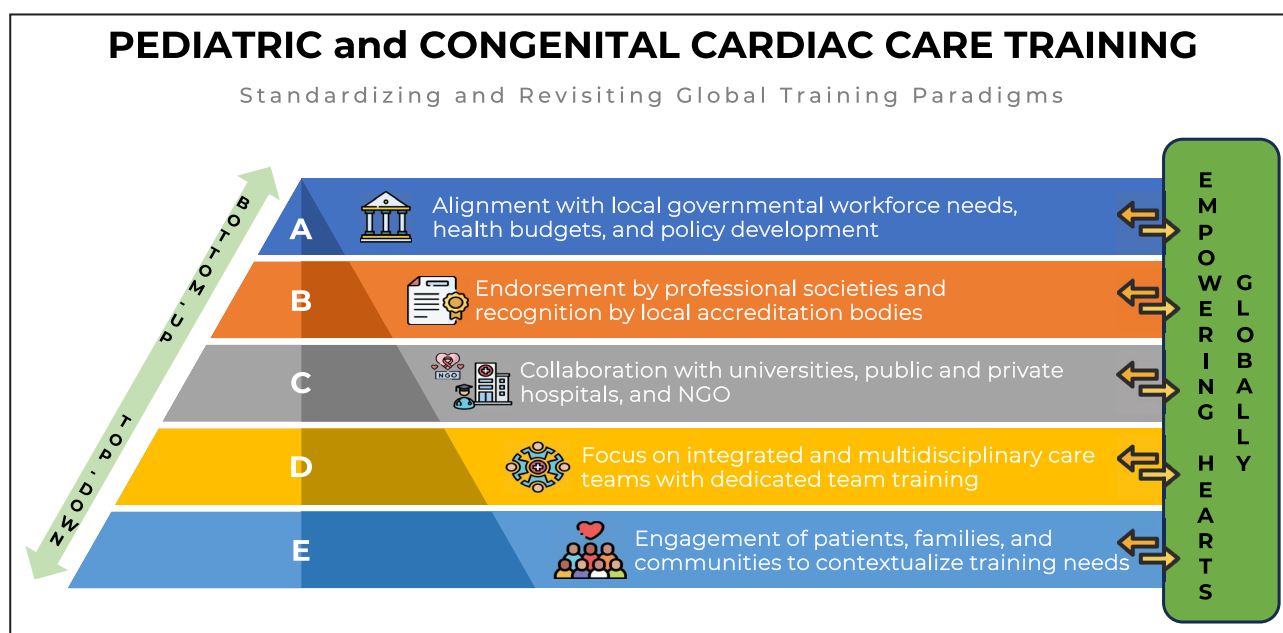 PEDIATRIC and CONGENITAL CARDIAC CARE TRAINING
Standardizing and Revisiting Global Training Paradigms
BOTTOM'UP
TOP'DOWN
A
Alignment with local governmental workforce needs,
health budgets, and policy development
B
Endorsement by professional societies and
recognition by local accreditation bodies
C
NGO
Collaboration with universities, public and private
hospitals, and NGO
D
Focus on integrated and multidisciplinary care
teams with dedicated team training
E
Engagement of patients, families, and
communities to contextualize training needs
EMPOWERING HEARTS
GLOBALLY